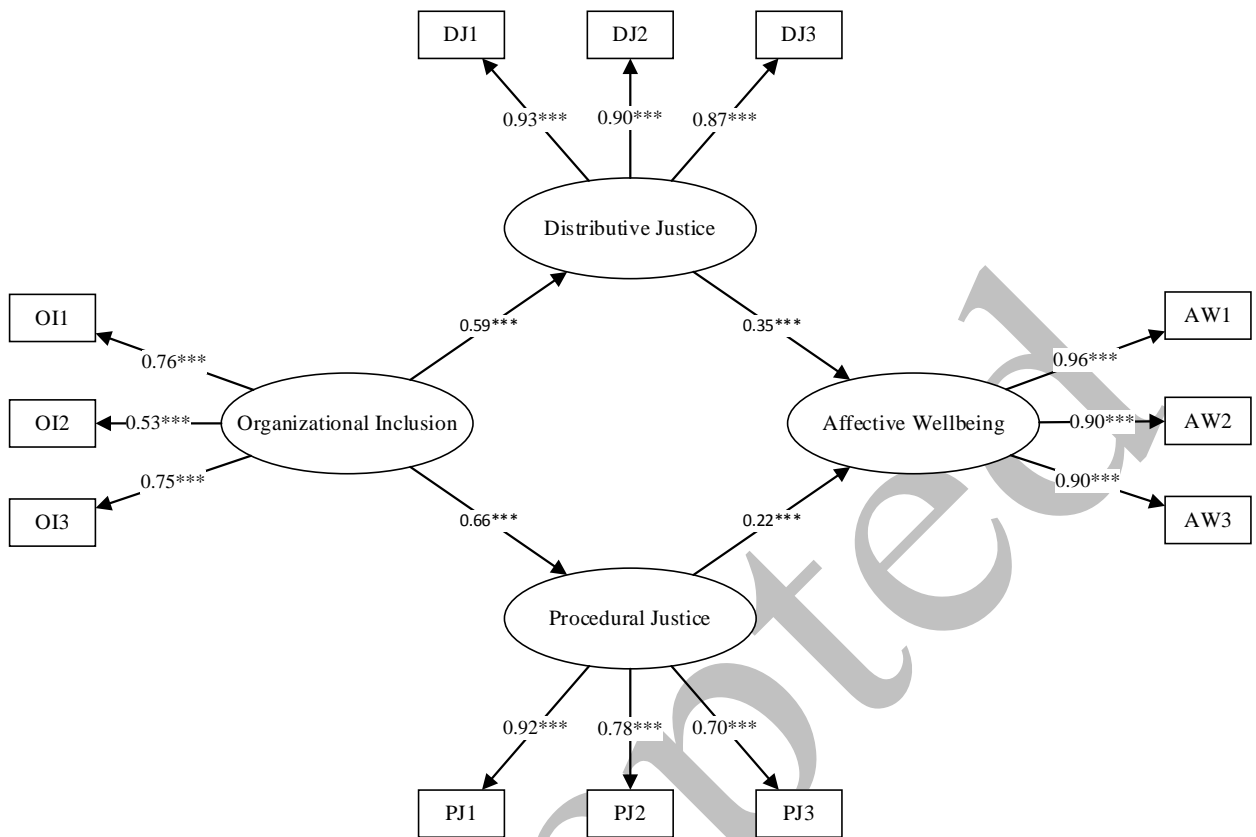 DJ1
DJ2
DJ3
0.93***
0.90***
0.87***
Distributive Justice
OI1
OI2
OI3
0.76***
0.53***
0.75***
Organizational Inclusion
0.59***
0.35***
0.66***
0.22***
Affective Wellbeing
0.96***
0.90***
0.90***
AW1
AW2
AW3
Procedural Justice
0.92***
0.78***
0.70***
PJ1
PJ2
PJ3
pted